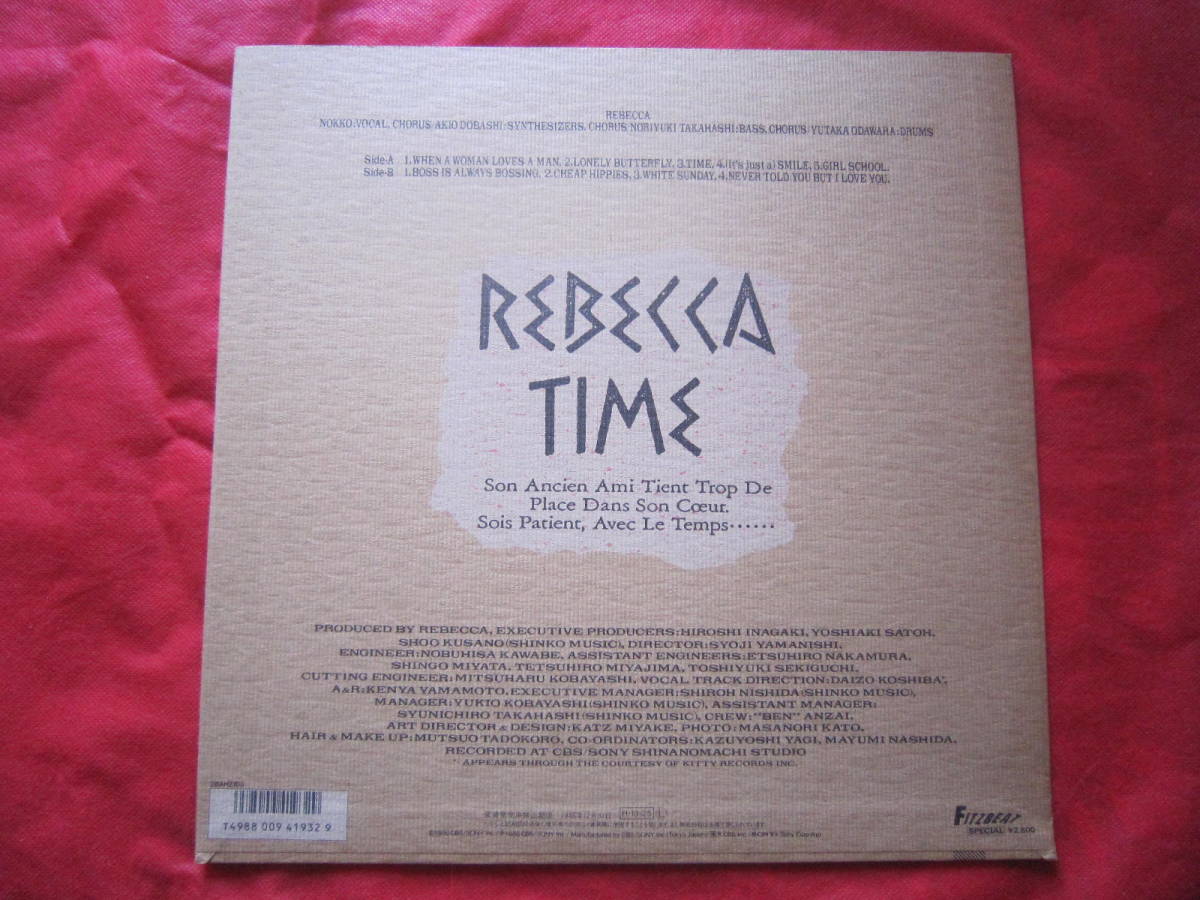 REBECCA
NOKKO:VOCAL, CHORUS/AKIO DOBASHI:SYNTHESIZERS, CHORUS/NORIYUKI TAKAHASHI:BASS, CHORUS/YUTAKA ODAWARA:DRUMS
Side-A 1.WHEN A WOMAN LOVES A MAN, 2.LONELY BUTTERFLY, 3.TIME, 4.(It's just a) SMILE, 5.GIRL SCHOOL.
Side-B 1.BOSS IS ALWAYS BOSSING, 2.CHEAP HIPPIES, 3.WHITE SUNDAY, 4.NEVER TOLD YOU BUT I LOVE YOU.
REBECCA
TIME
Son Ancien Ami Tient Trop De
Place Dans Son Cœur.
Sois Patient, Avec Le Temps······
PRODUCED BY REBECCA, EXECUTIVE PRODUCERS:HIROSHI INAGAKI, YOSHIAKI SATOH,
SHOO KUSANO(SHINKO MUSIC), DIRECTOR:SYOJI YAMANISHI,
ENGINEER:NOBUHISA KAWABE, ASSISTANT ENGINEERS:ETSUHIRO NAKAMURA,
SHINGO MIYATA, TETSUHIRO MIYAJIMA, TOSHIYUKI SEKIGUCHI,
CUTTING ENGINEER:MITSUHARU KOBAYASHI, VOCAL TRACK DIRECTION:DAIZO KOSHIBA*,
A&R:KENYA YAMAMOTO, EXECUTIVE MANAGER:SHIROH NISHIDA(SHINKO MUSIC),
MANAGER:YUKIO KOBAYASHI(SHINKO MUSIC), ASSISTANT MANAGER:
SYUNICHIRO TAKAHASHI(SHINKO MUSIC), CREW:"BEN" ANZAI,
ART DIRECTOR & DESIGN:KATZ MIYAKE, PHOTO:MASANORI KATO,
HAIR & MAKE UP:MUTSUO TADOKORO, CO-ORDINATORS:KAZUYOSHI YAGI, MAYUMI NASHIDA,
RECORDED AT CBS/SONY SHINANOMACHI STUDIO
*APPEARS THROUGH THE COURTESY OF KITTY RECORDS INC.
T4988 009 41932 9
FITZBEAT
SPECIAL ¥2,800